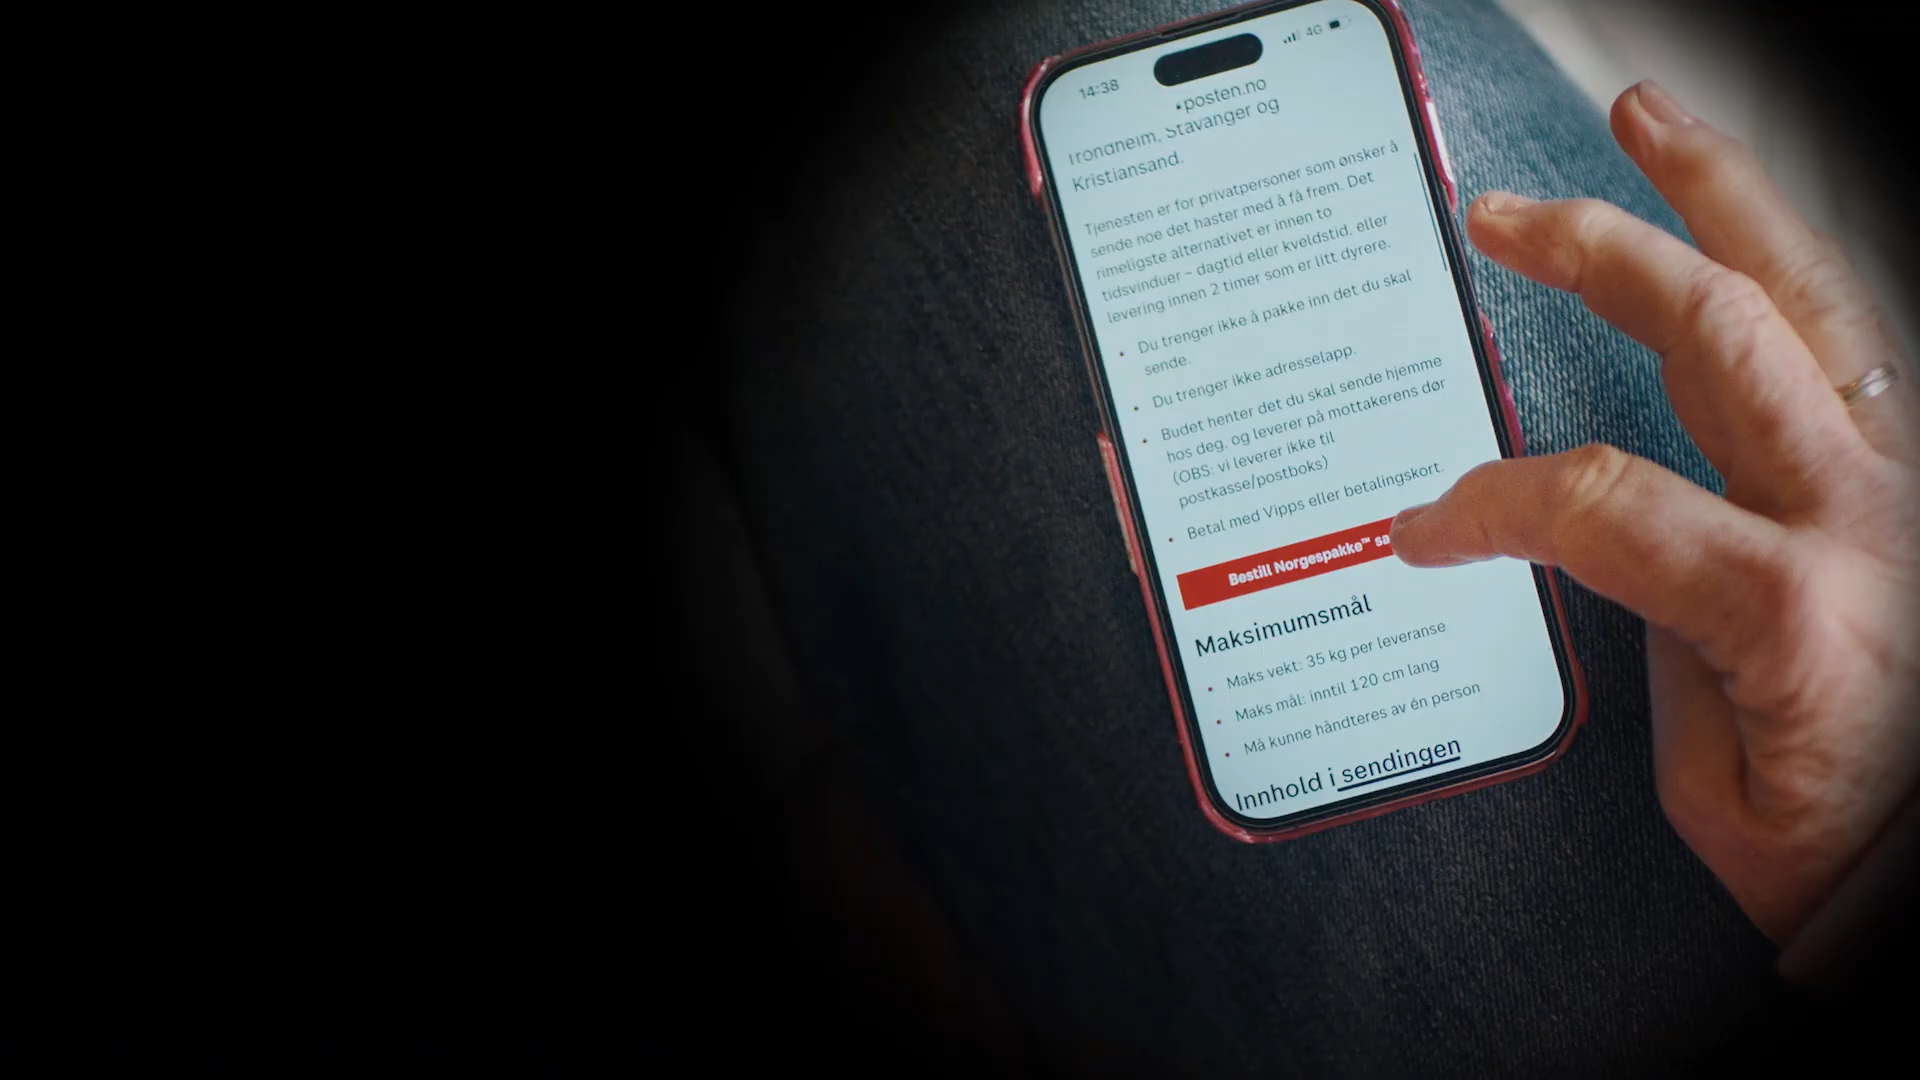 14:38
4G
posten.no
Trondheim, Stavanger og
Kristiansand.
Tjenesten er for privatpersoner som ønsker å
sende noe det haster med å få frem. Det
rimeligste alternativet er innen to
tidsvinduer – dagtid eller kveldstid, eller
levering innen 2 timer som er litt dyrere.
• Du trenger ikke å pakke inn det du skal
sende.
• Du trenger ikke adresselapp.
• Budet henter det du skal sende hjemme
hos deg, og leverer på mottakerens dør
(OBS: vi leverer ikke til
postkasse/postboks)
• Betal med Vipps eller betalingskort.
Bestill Norgespakke™ sa
Maksimumsmål
• Maks vekt: 35 kg per leveranse
• Maks mål: inntil 120 cm lang
• Må kunne håndteres av én person
Innhold i sendingen